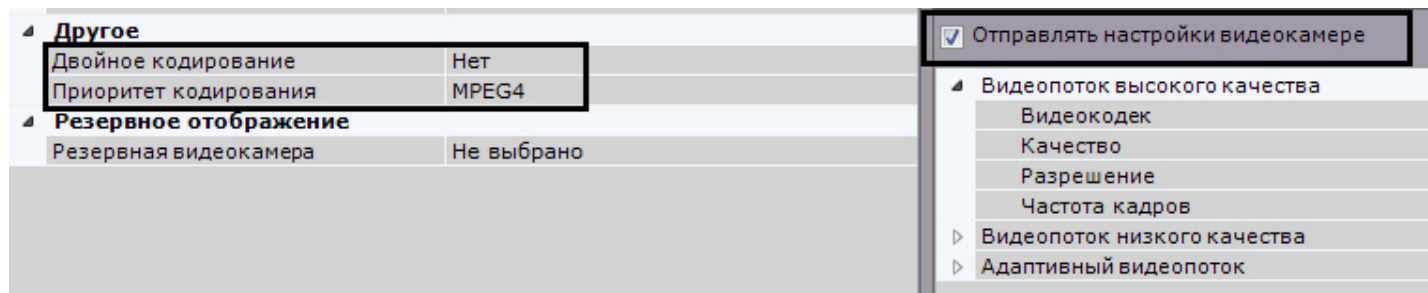 Другое
Двойное кодирование Нет
Приоритет кодирования MPEG4
Резервное отображение
Резервная видеокамера Не выбрано
Отправлять настройки видеокамере
Видеопоток высокого качества
Видеокодек
Качество
Разрешение
Частота кадров
Видеопоток низкого качества
Адаптивный видеопоток